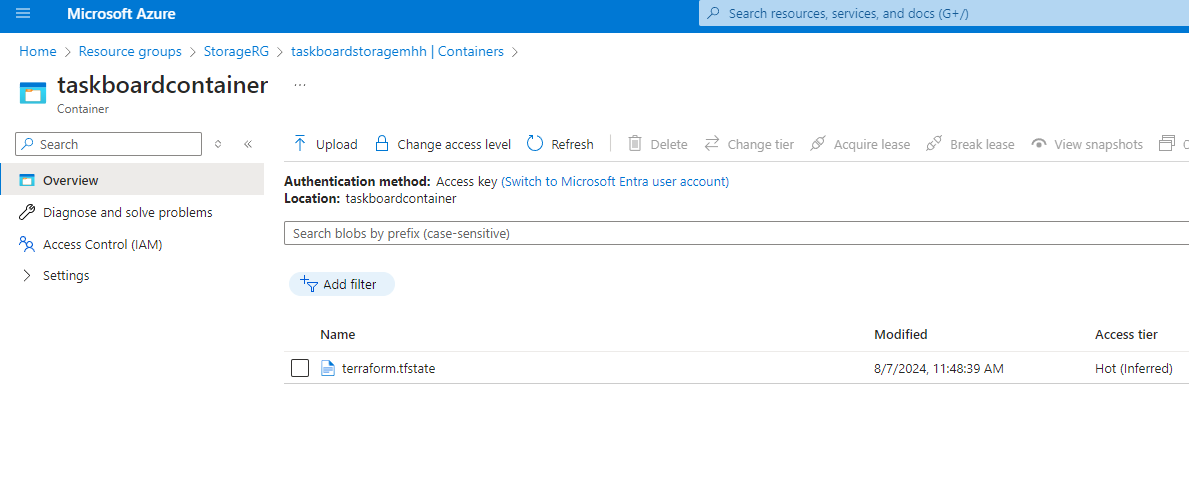 Microsoft Azure
Search resources, services, and docs (G+/)
Home > Resource groups > StorageRG > taskboardstoragemhh | Containers >
taskboardcontainer ...
Container
Search
Upload Change access level Refresh Delete Change tier Acquire lease Break lease View snapshots
Overview
Diagnose and solve problems
Access Control (IAM)
Settings
Authentication method: Access key (Switch to Microsoft Entra user account)
Location: taskboardcontainer
Search blobs by prefix (case-sensitive)
Add filter
Name Modified Access tier
terraform.tfstate 8/7/2024, 11:48:39 AM Hot (Inferred)